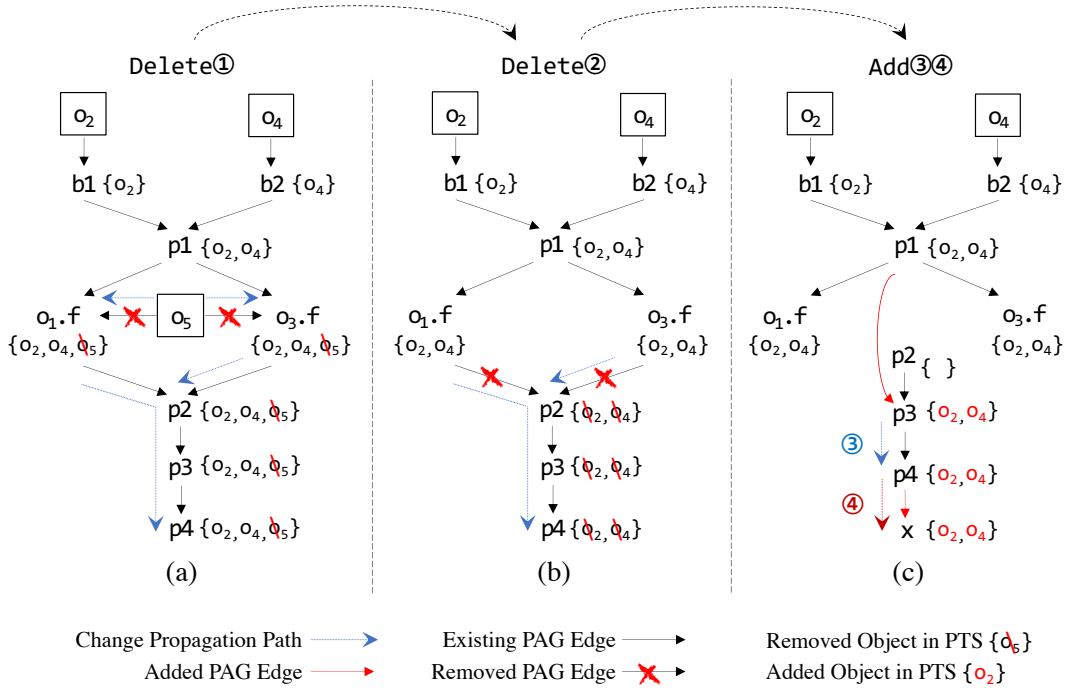 Delete① Delete② Add③④
o₂ o₄ o₂ o₄ o₂ o₄
b1 {o₂} b2 {o₄} b1 {o₂} b2 {o₄} b1 {o₂} b2 {o₄}
p1 {o₂,o₄} p1 {o₂,o₄} p1 {o₂,o₄}
o₁.f o₅ o₃.f o₁.f o₃.f o₁.f o₃.f
{o₂,o₄,o₅} {o₂,o₄,o₅} {o₂,o₄} {o₂,o₄} {o₂,o₄} {o₂,o₄}
p2 { }
p2 {o₂,o₄,o₅} p2 {o₂,o₄} p3 {o₂,o₄}
③
p3 {o₂,o₄,o₅} p3 {o₂,o₄} p4 {o₂,o₄}
④
p4 {o₂,o₄,o₅} p4 {o₂,o₄} x {o₂,o₄}
(a) (b) (c)
Change Propagation Path Existing PAG Edge Removed Object in PTS {o₅}
Added PAG Edge Removed PAG Edge Added Object in PTS {o₂}